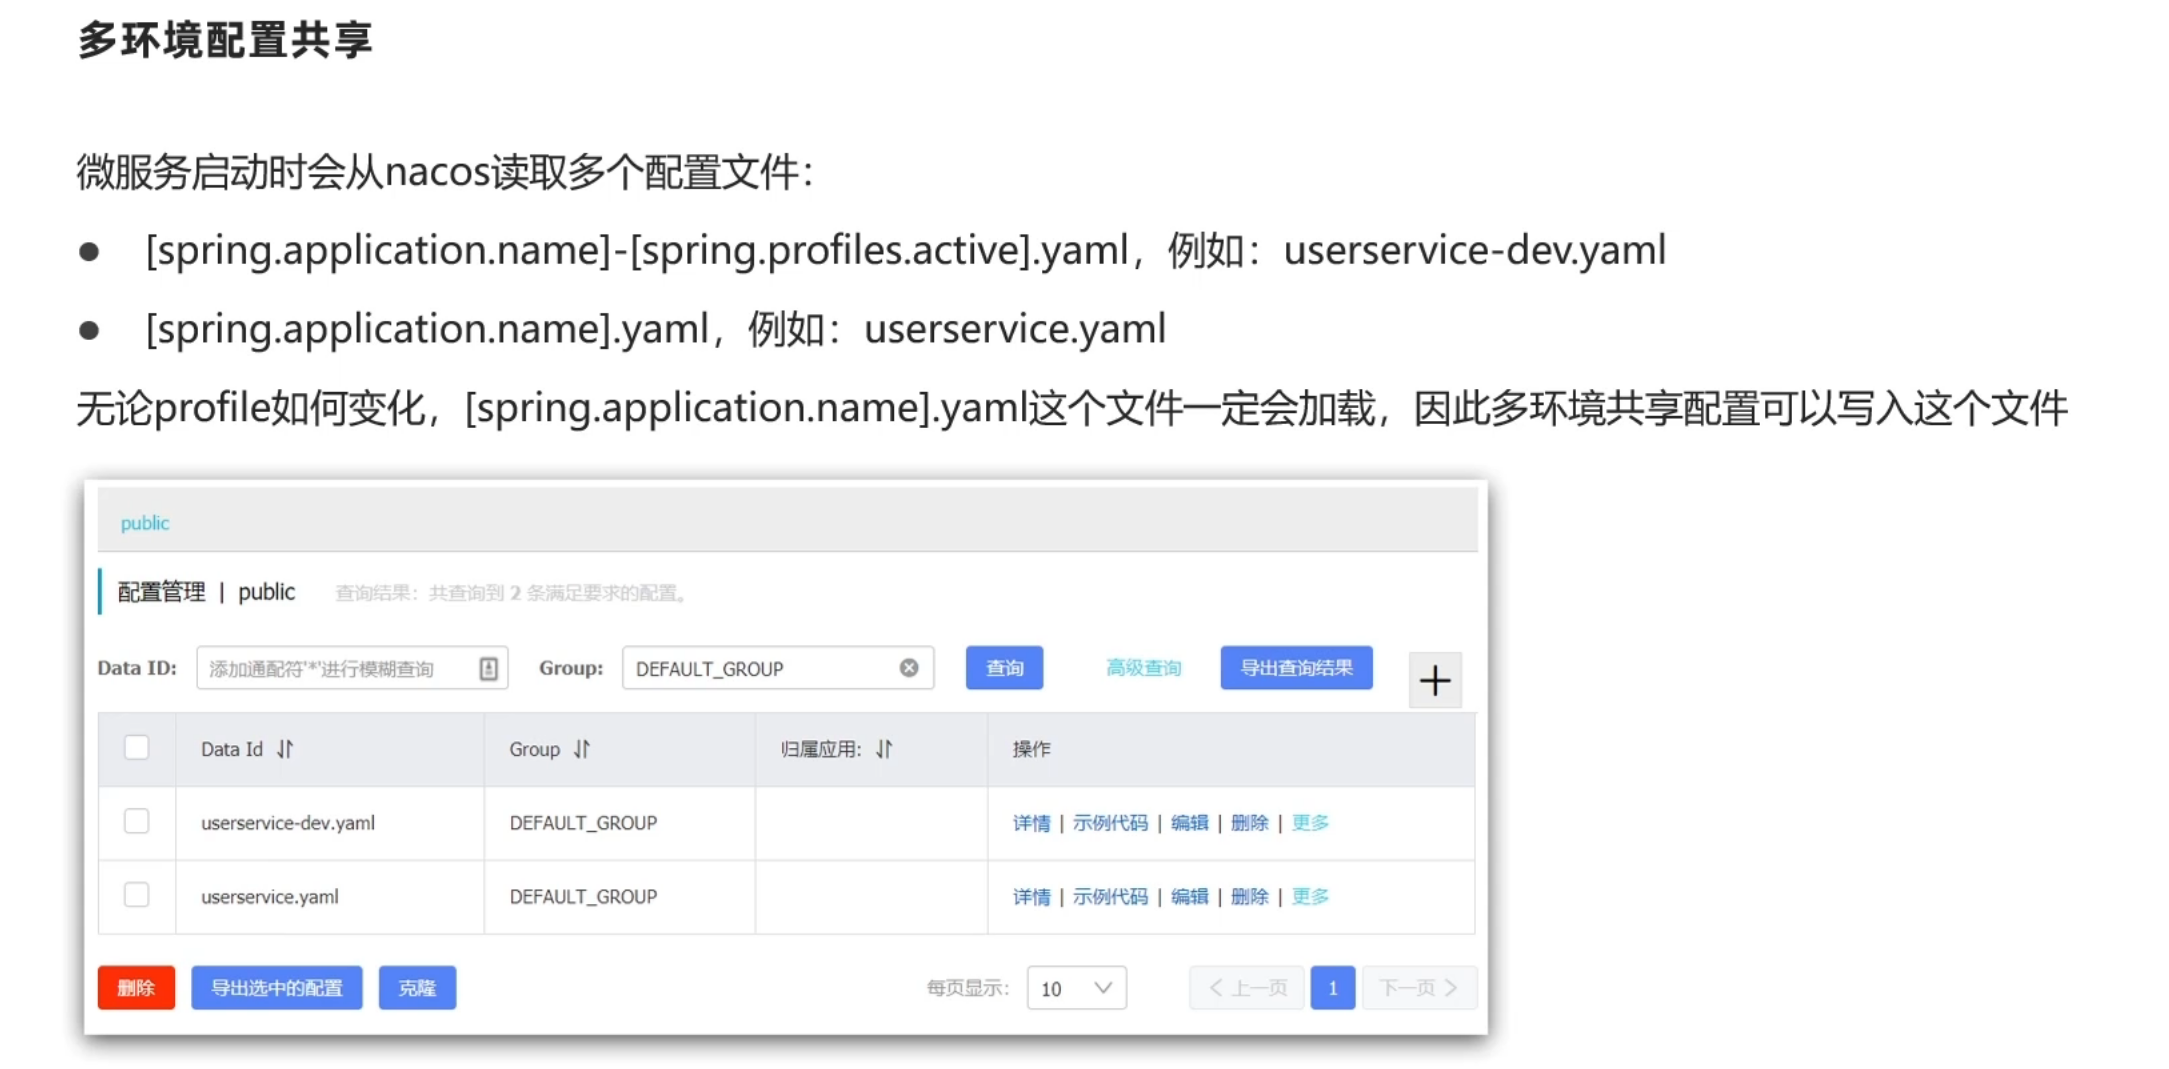 多环境配置共享
微服务启动时会从nacos读取多个配置文件：
● [spring.application.name]-[spring.profiles.active].yaml，例如：userservice-dev.yaml
● [spring.application.name].yaml，例如：userservice.yaml
无论profile如何变化，[spring.application.name].yaml这个文件一定会加载，因此多环境共享配置可以写入这个文件
public
配置管理 | public 查询结果：共查询到 2 条满足要求的配置。
Data ID: 添加通配符'*'进行模糊查询 Group: DEFAULT_GROUP 查询 高级查询 导出查询结果 +
Data Id Group 归属应用: 操作
userservice-dev.yaml DEFAULT_GROUP 详情 | 示例代码 | 编辑 | 删除 | 更多
userservice.yaml DEFAULT_GROUP 详情 | 示例代码 | 编辑 | 删除 | 更多
删除 导出选中的配置 克隆 每页显示: 10 < 上一页 1 下一页 >